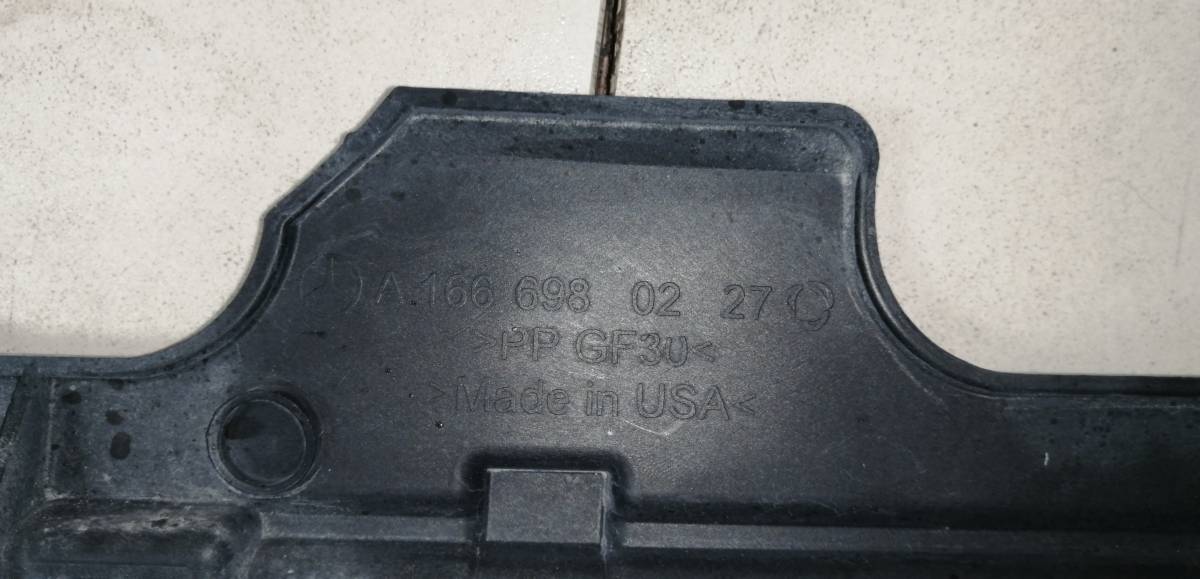 A 166 698 02 27
>PP GF30<
>Made in USA<